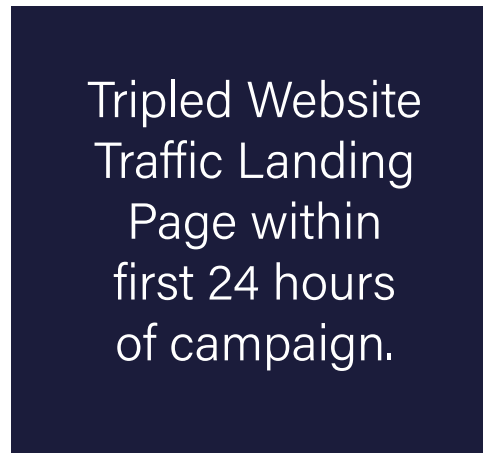 Tripled Website
Traffic Landing
Page within
first 24 hours
of campaign.